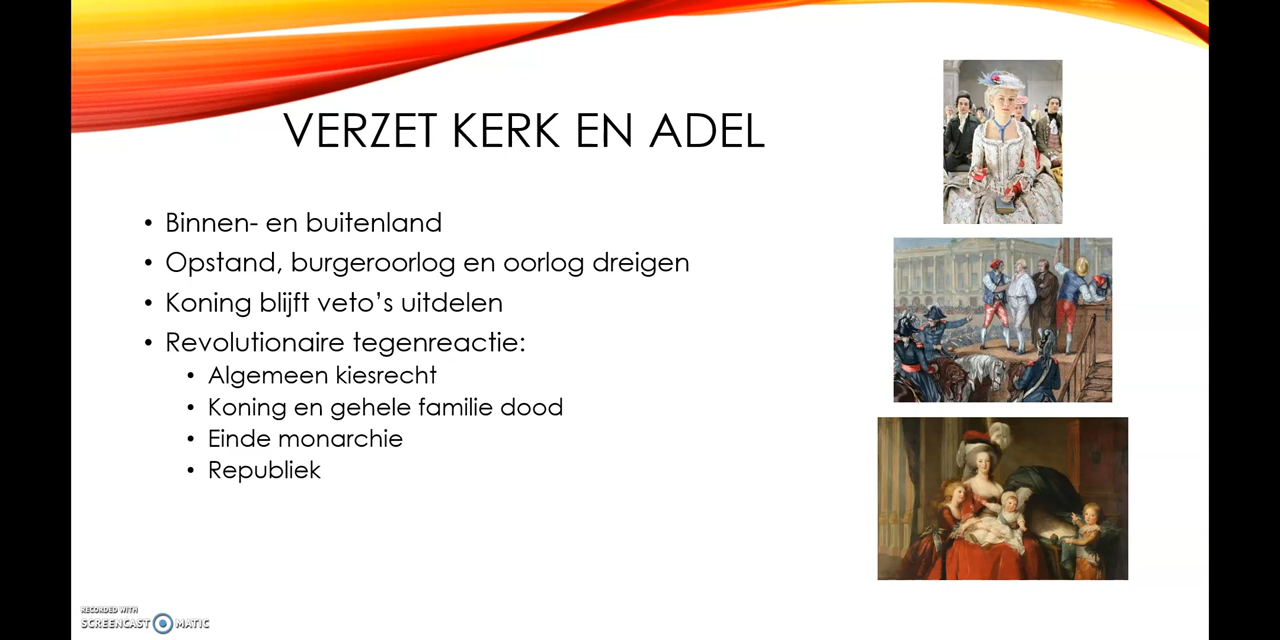 VERZET KERK EN ADEL
• Binnen- en buitenland
• Opstand, burgeroorlog en oorlog dreigen
• Koning blijft veto’s uitdelen
• Revolutionaire tegenreactie:
• Algemeen kiesrecht
• Koning en gehele familie dood
• Einde monarchie
• Republiek
RECORDED WITH
SCREENCAST MATIC